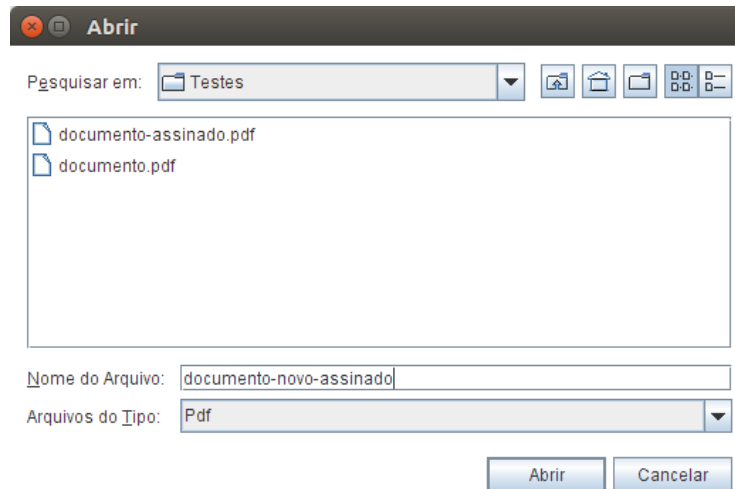 Abrir
Pesquisar em: Testes
documento-assinado.pdf
documento.pdf
Nome do Arquivo: documento-novo-assinado
Arquivos do Tipo: Pdf
Abrir Cancelar